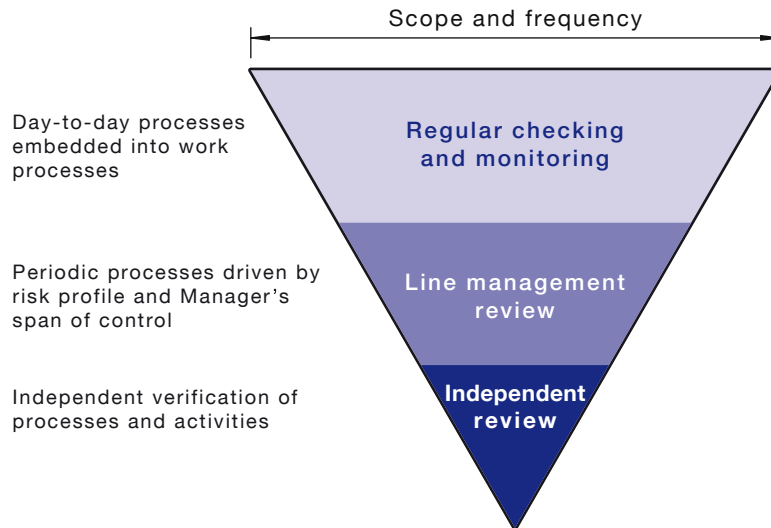 Scope and frequency
Day-to-day processes
embedded into work
processes
Regular checking
and monitoring
Periodic processes driven by
risk profile and Manager’s
span of control
Line management
review
Independent verification of
processes and activities
Independent
review